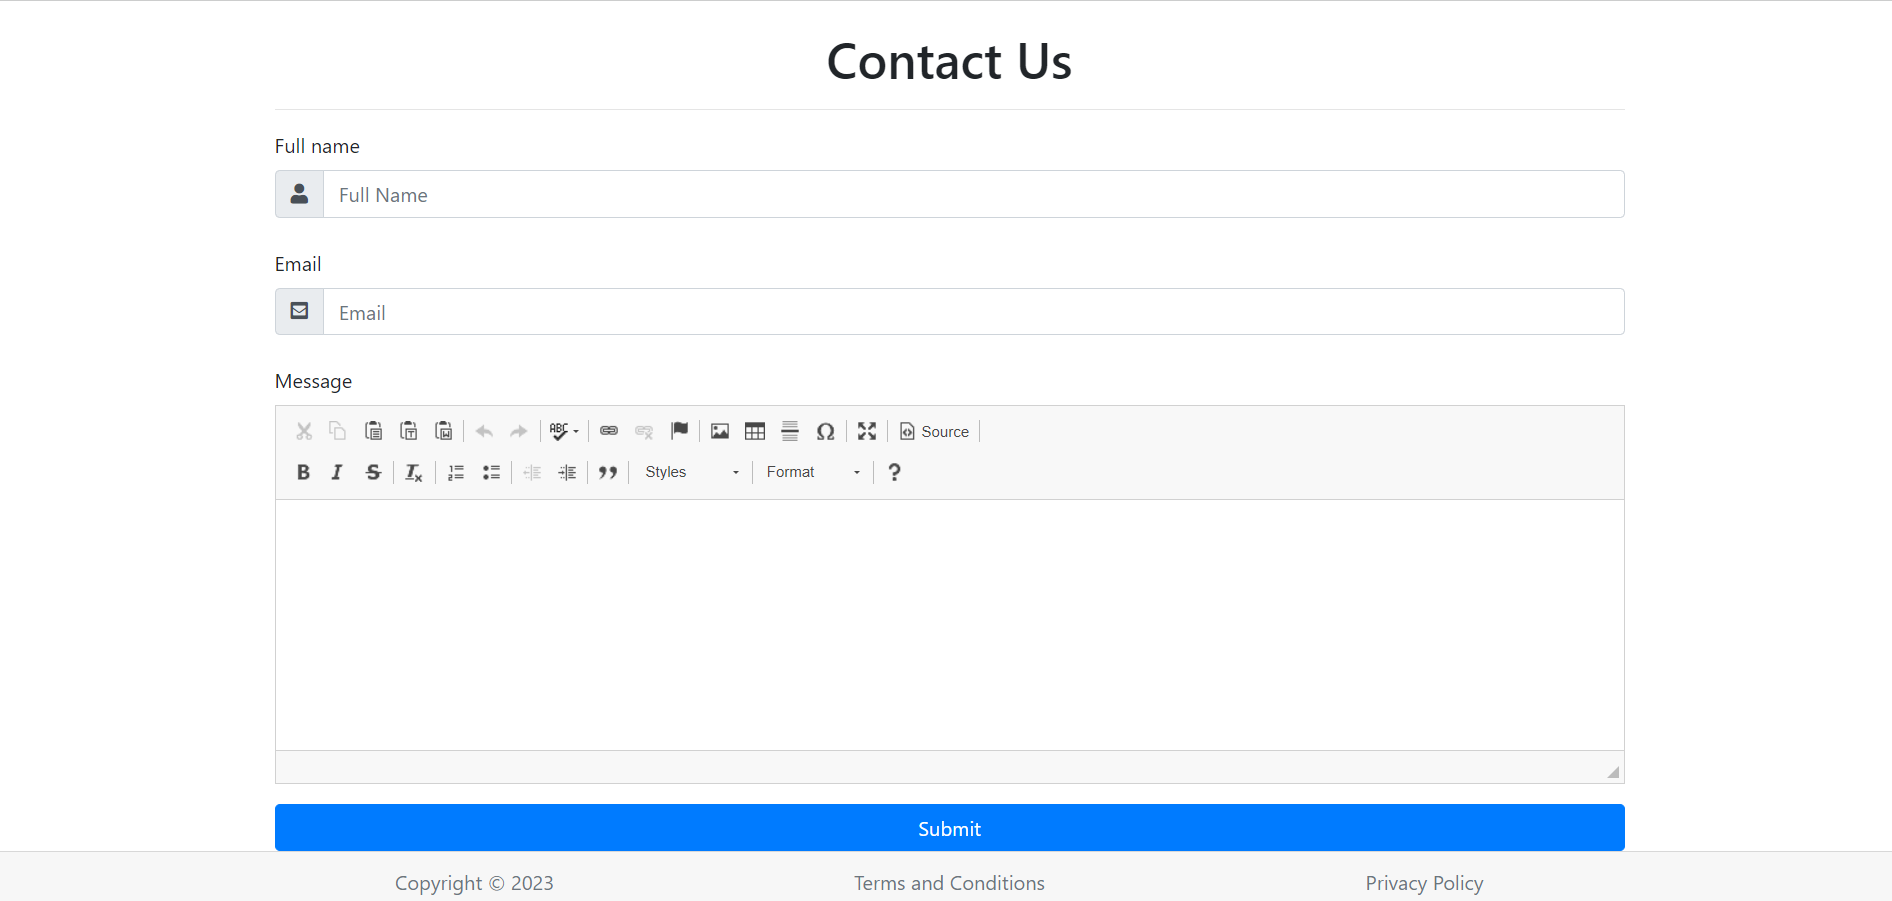 Contact Us
Full name
Full Name
Email
Email
Message
Source
Styles Format
Submit
Copyright © 2023 Terms and Conditions Privacy Policy